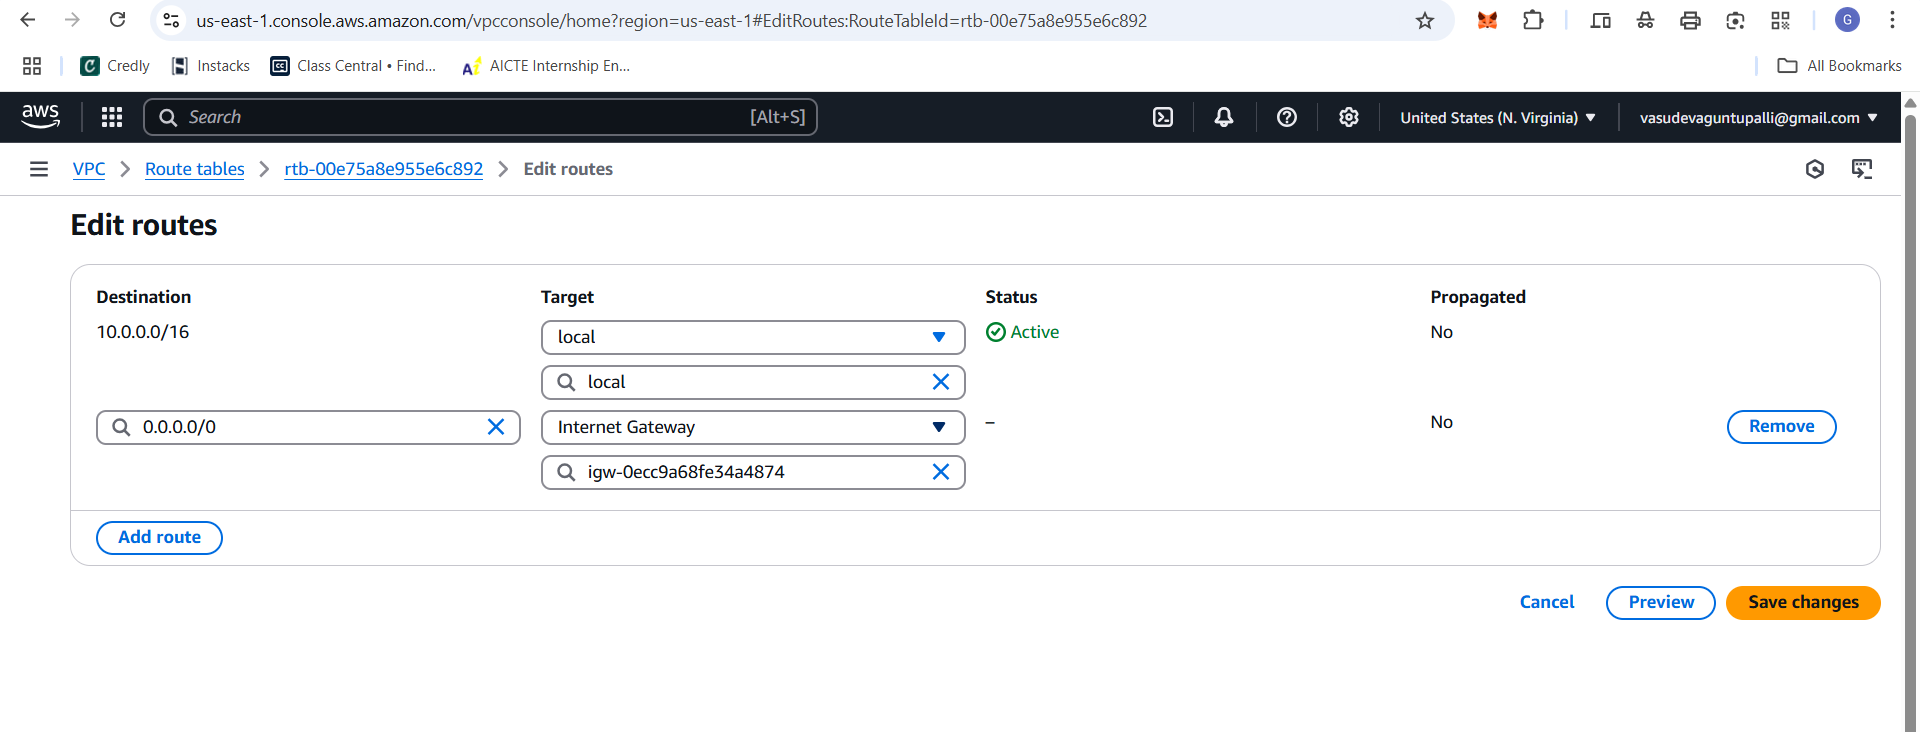 us-east-1.console.aws.amazon.com/vpcconsole/home?region=us-east-1#EditRoutes:RouteTableId=rtb-00e75a8e955e6c892
G
Credly
Instacks
Class Central • Find...
AICTE Internship En...
All Bookmarks
aws
Search
[Alt+S]
United States (N. Virginia)
vasudevaguntupalli@gmail.com
VPC
Route tables
rtb-00e75a8e955e6c892
Edit routes
Edit routes
Destination
Target
Status
Propagated
10.0.0.0/16
local
Active
No
local
0.0.0.0/0
Internet Gateway
–
No
Remove
igw-0ecc9a68fe34a4874
Add route
Cancel
Preview
Save changes